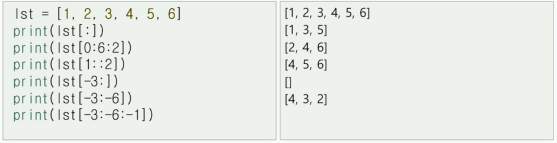 lst = [1, 2, 3, 4, 5, 6]
print(lst[:])
print(lst[0:6:2])
print(lst[1::2])
print(lst[-3:])
print(lst[-3:-6])
print(lst[-3:-6:-1])
[1, 2, 3, 4, 5, 6]
[1, 3, 5]
[2, 4, 6]
[4, 5, 6]
[]
[4, 3, 2]